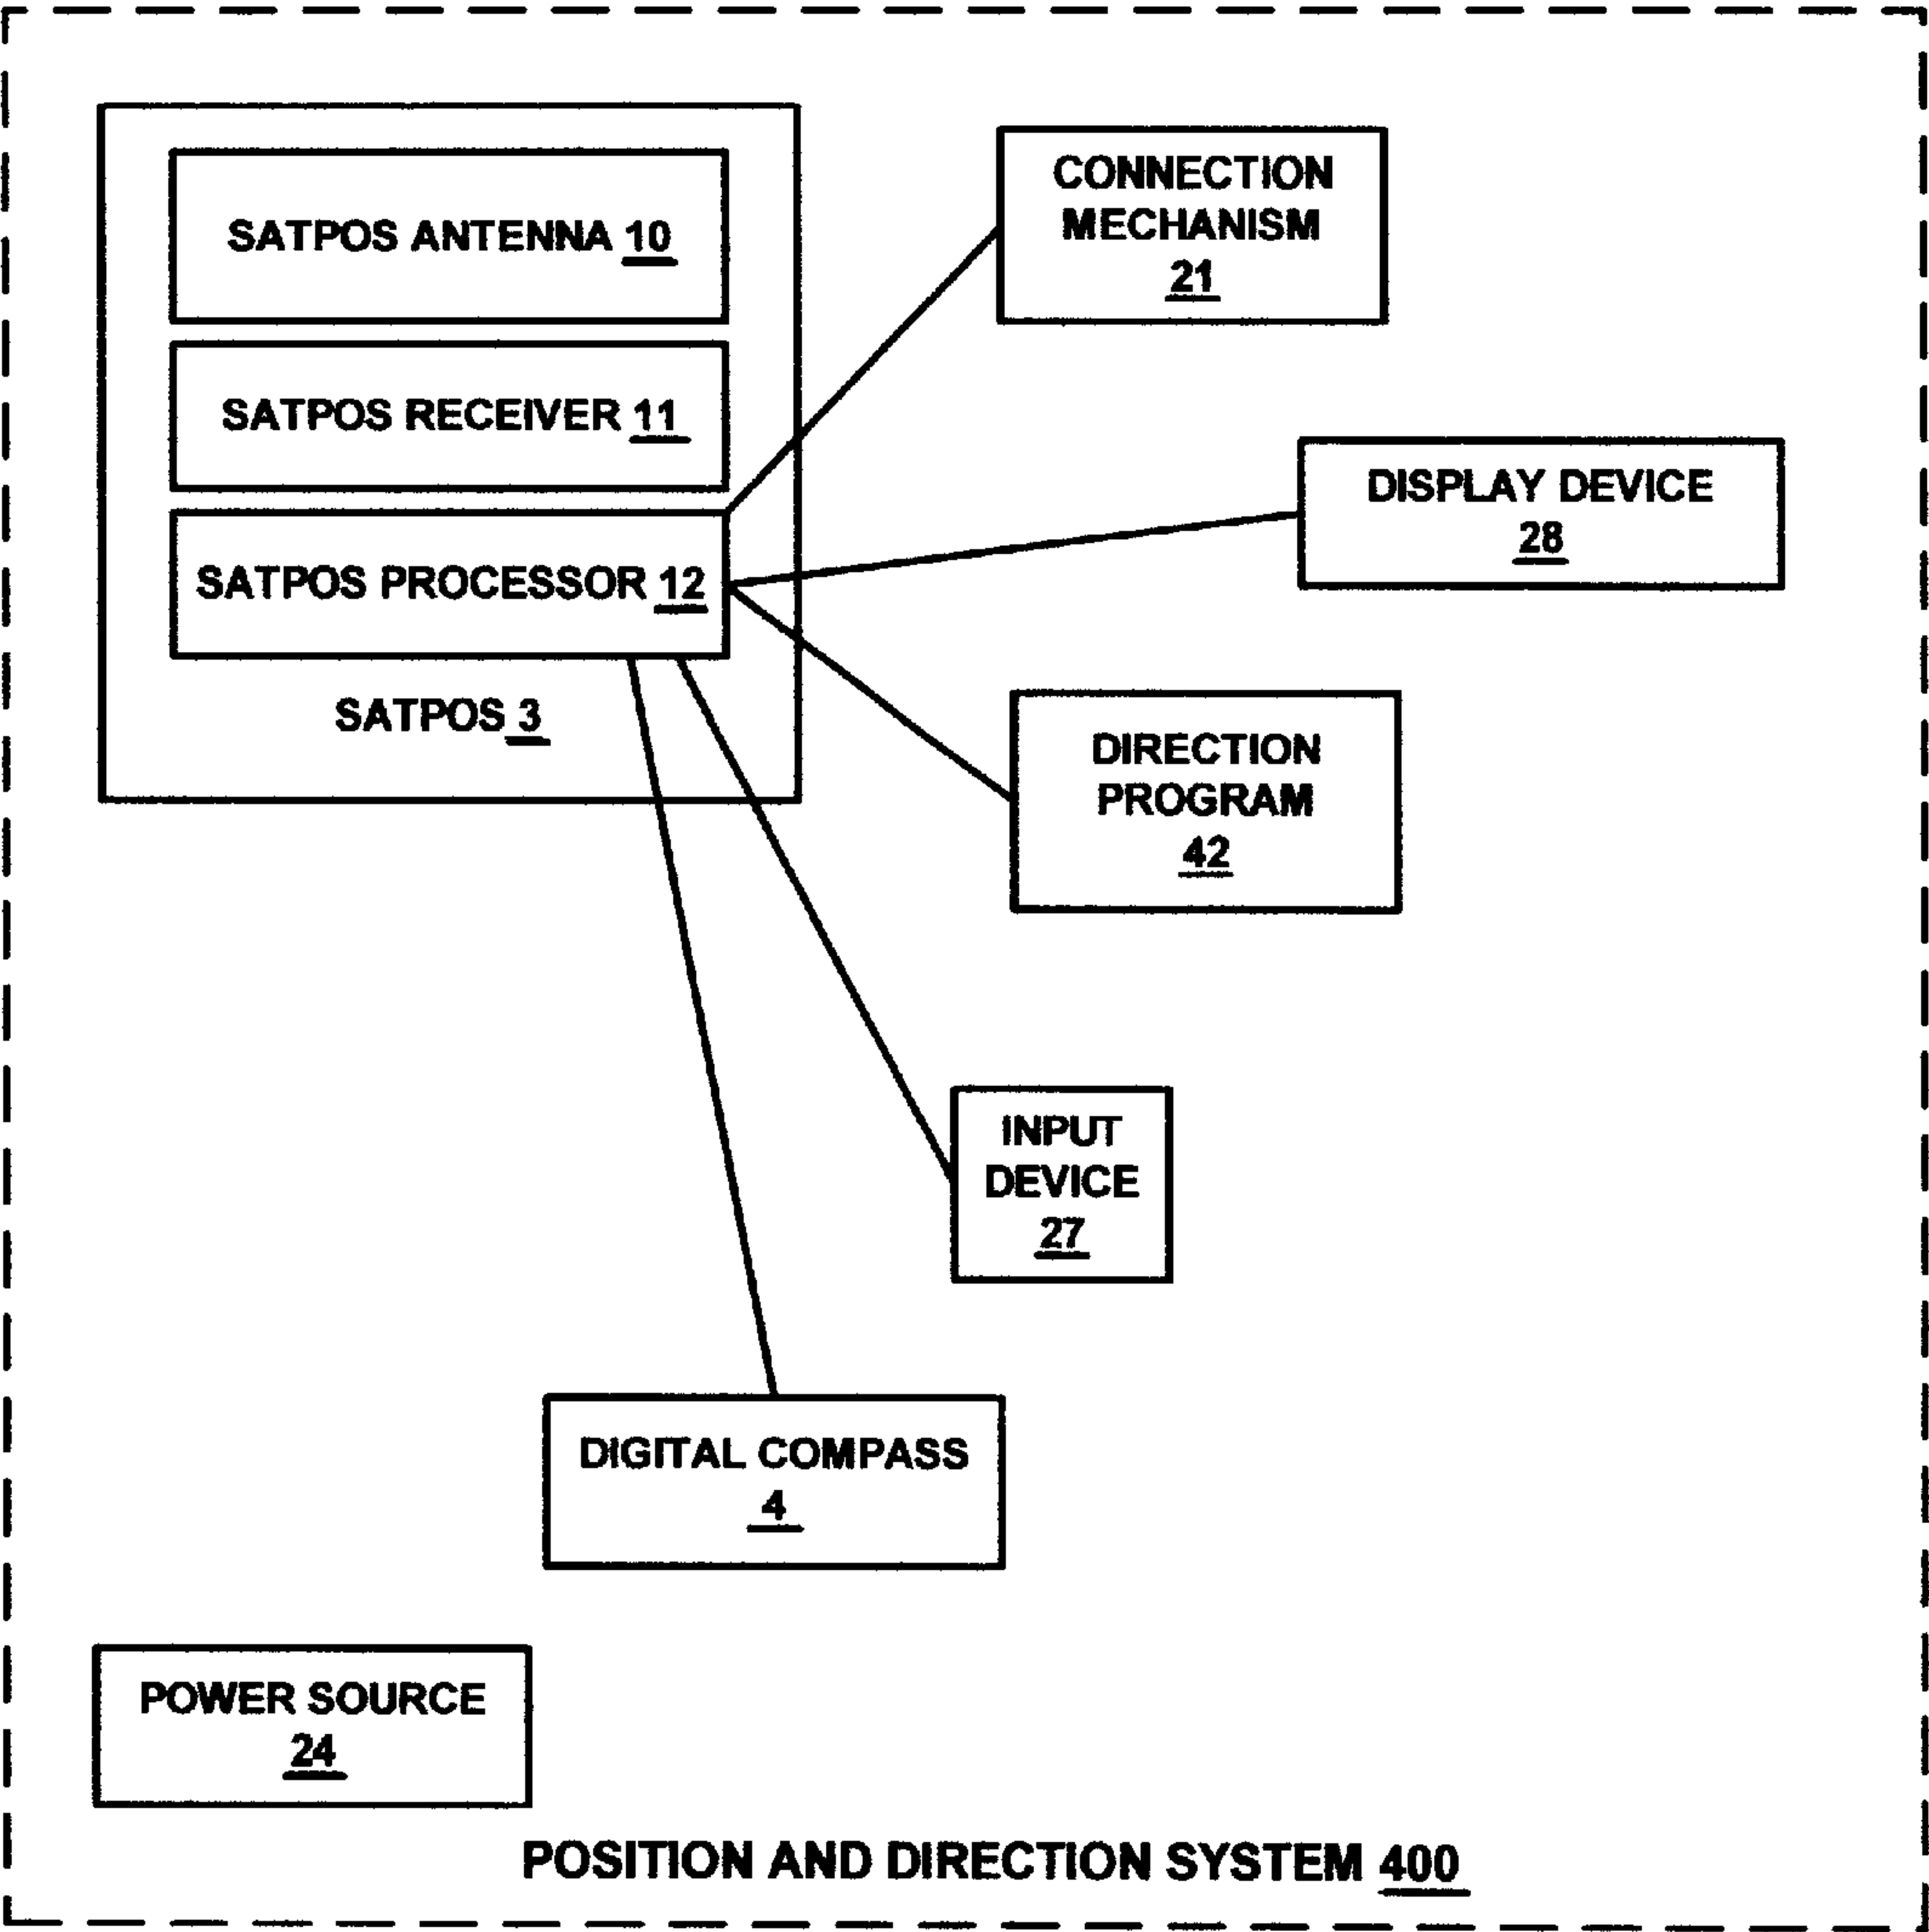 SATPOS ANTENNA 10
SATPOS RECEIVER 11
SATPOS PROCESSOR 12
SATPOS 3
CONNECTION
MECHANISM
21
DISPLAY DEVICE
28
DIRECTION
PROGRAM
42
INPUT
DEVICE
27
DIGITAL COMPASS
4
POWER SOURCE
24
POSITION AND DIRECTION SYSTEM 400